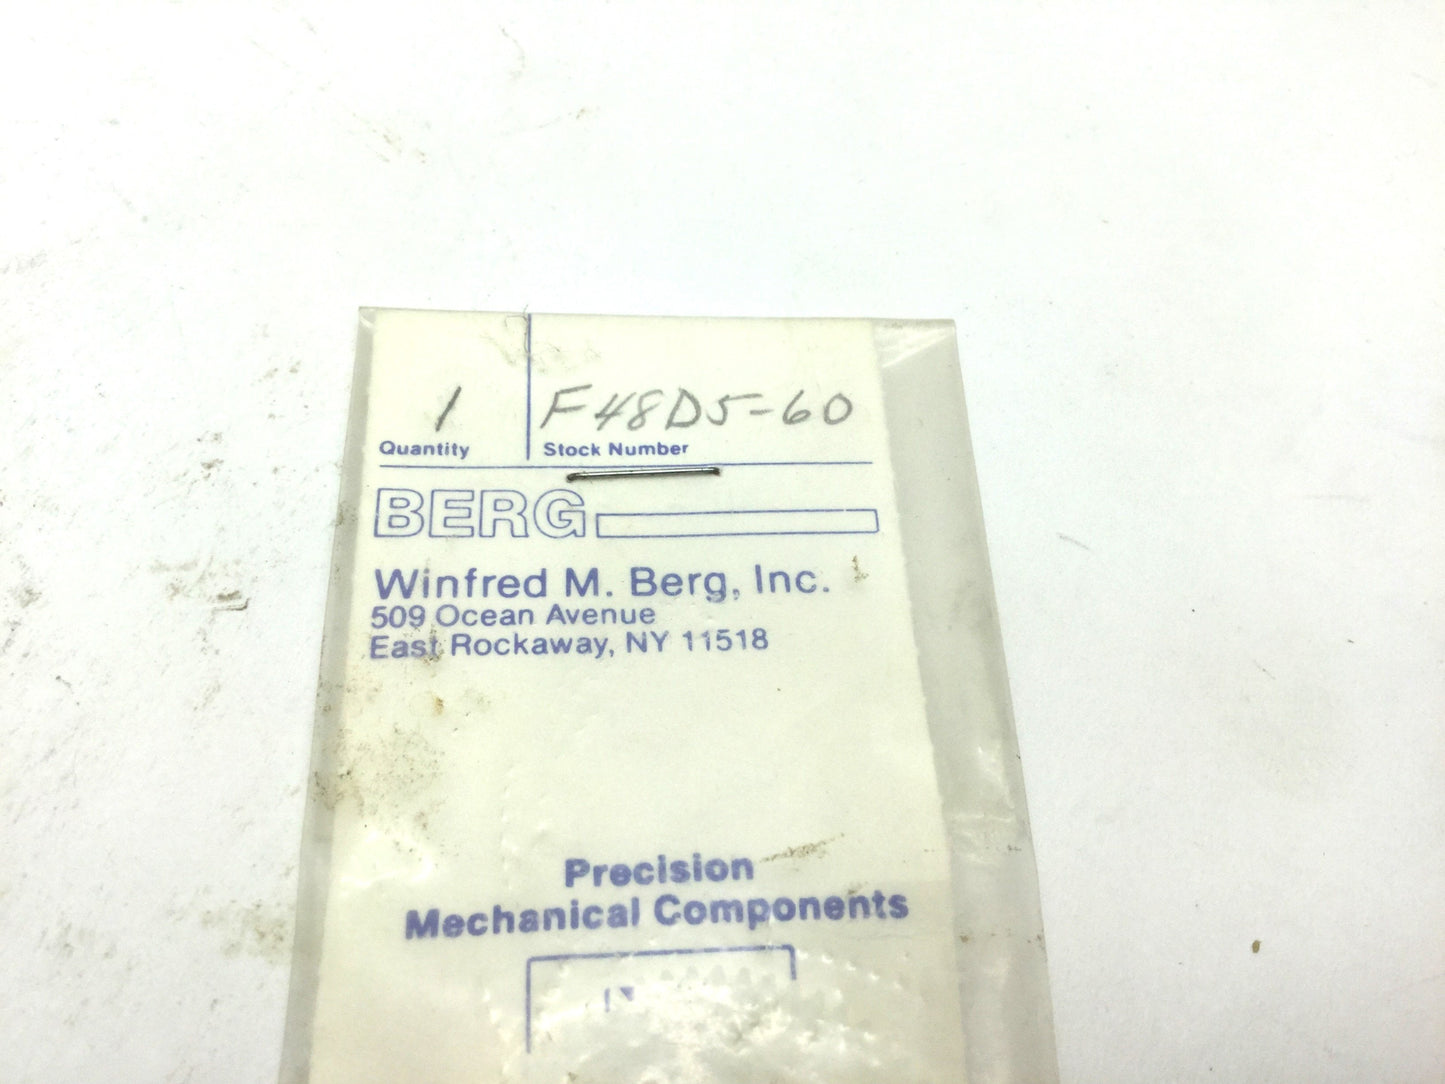 1 F48D5-60
Quantity Stock Number
BERG
Winfred M. Berg, Inc.
509 Ocean Avenue
East Rockaway, NY 11518
Precision
Mechanical Components